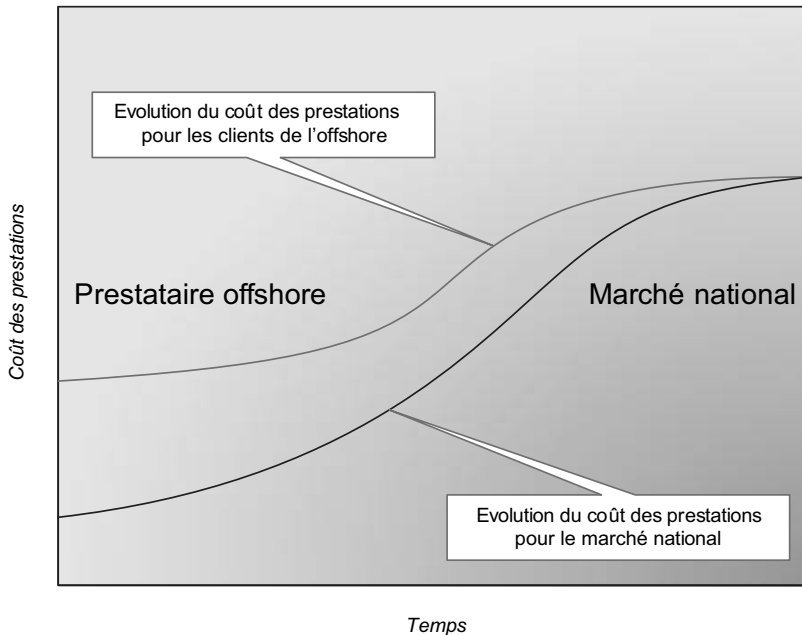 Evolution du coût des prestations
pour les clients de l'offshore
Coût des prestations
Prestataire offshore
Marché national
Evolution du coût des prestations
pour le marché national
Temps